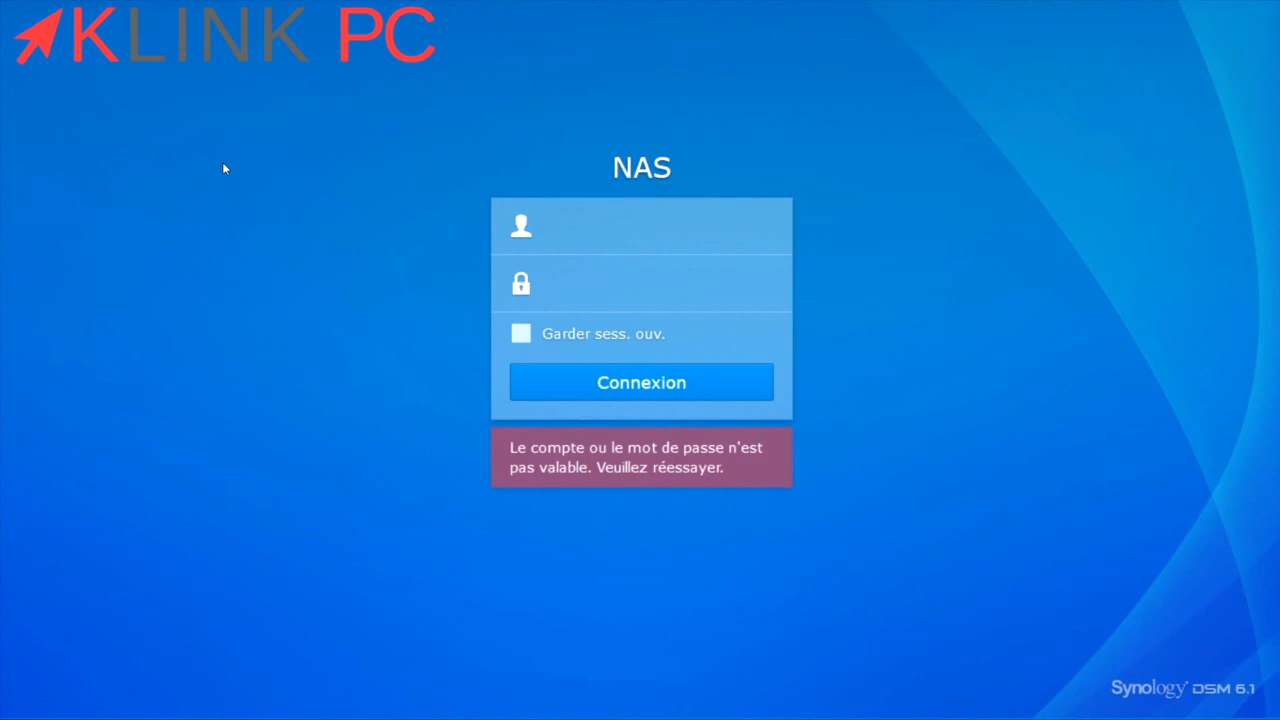 KLINK PC
NAS
Garder sess. ouv.
Connexion
Le compte ou le mot de passe n'est
pas valable. Veuillez réessayer.
Synology DSM 6.1